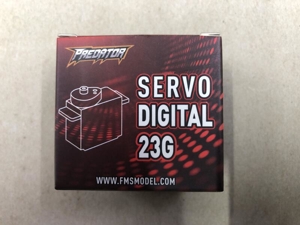 PREDATOR
SERVO
DIGITAL
23G
WWW.FMSMODEL.COM